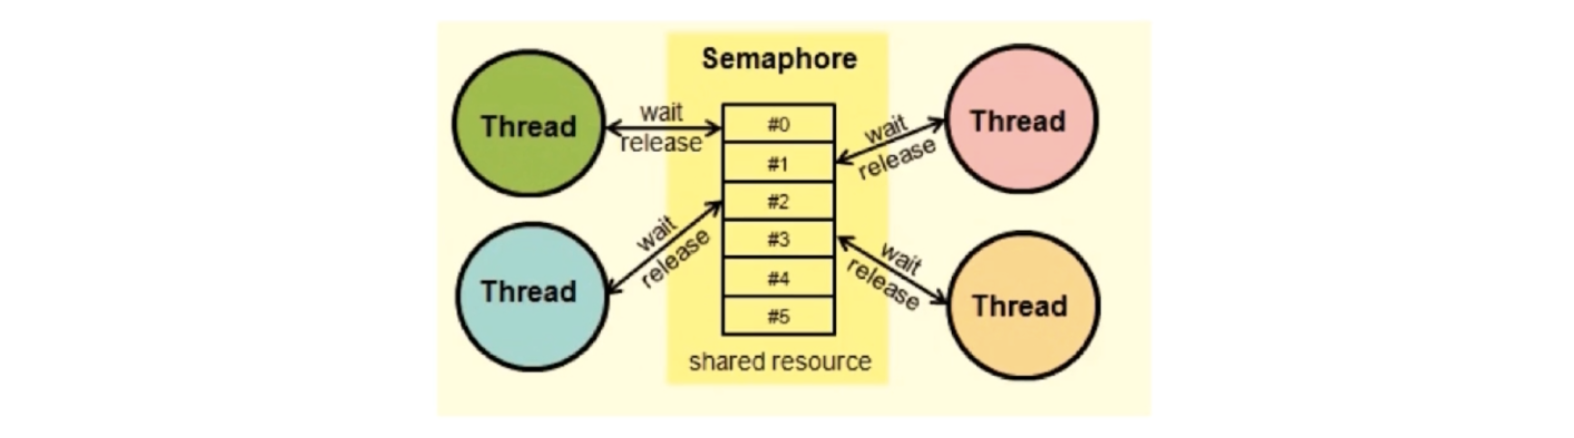 Semaphore
Thread
wait
release
#0
#1
#2
#3
#4
#5
wait
release
Thread
Thread
wait
release
wait
release
Thread
shared resource